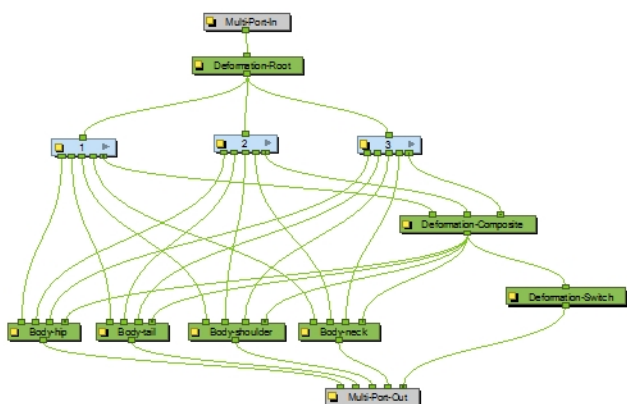 Multi-Port-In
Deformation-Root
1
2
3
Deformation-Composite
Deformation-Switch
Body-hip
Body-tail
Body-shoulder
Body-neck
Multi-Port-Out